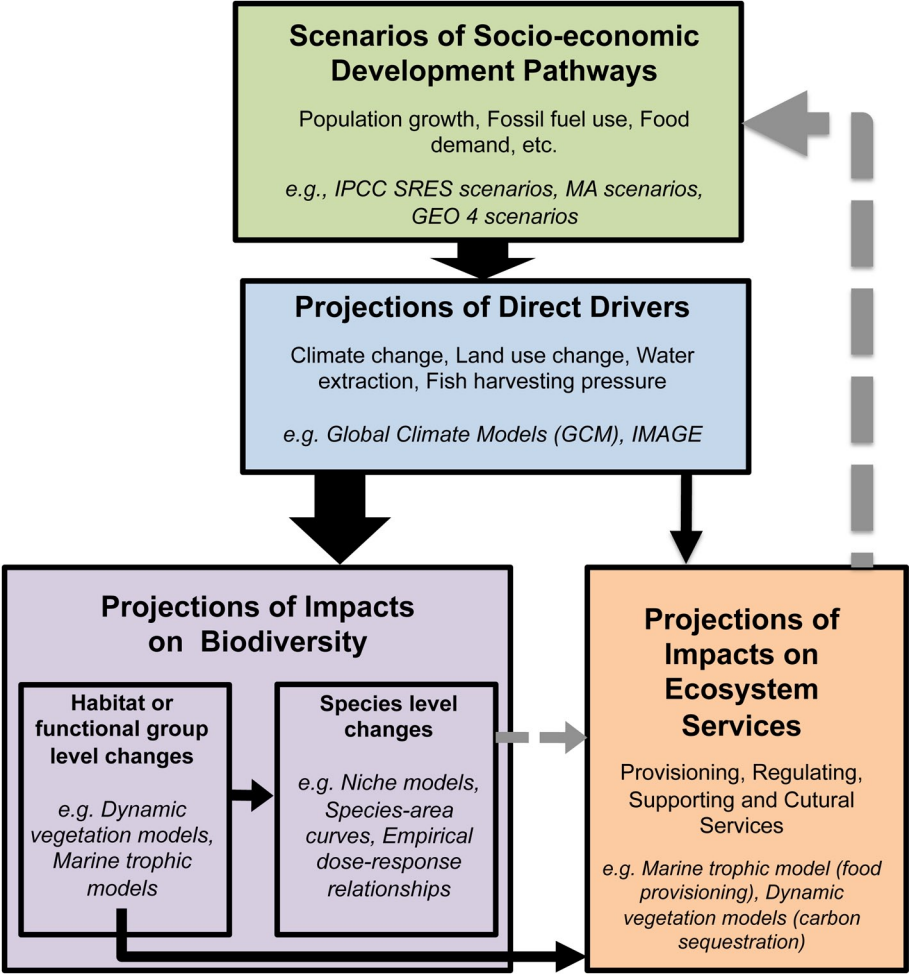 Scenarios of Socio-economic
Development Pathways
Population growth, Fossil fuel use, Food
demand, etc.
e.g., IPCC SRES scenarios, MA scenarios,
GEO 4 scenarios
Projections of Direct Drivers
Climate change, Land use change, Water
extraction, Fish harvesting pressure
e.g. Global Climate Models (GCM), IMAGE
Projections of Impacts
on Biodiversity
Habitat or
functional group
level changes
e.g. Dynamic
vegetation models,
Marine trophic
models
Species level
changes
e.g. Niche models,
Species-area
curves, Empirical
dose-response
relationships
Projections of
Impacts on
Ecosystem
Services
Provisioning, Regulating,
Supporting and Cutural
Services
e.g. Marine trophic model (food
provisioning), Dynamic
vegetation models (carbon
sequestration)